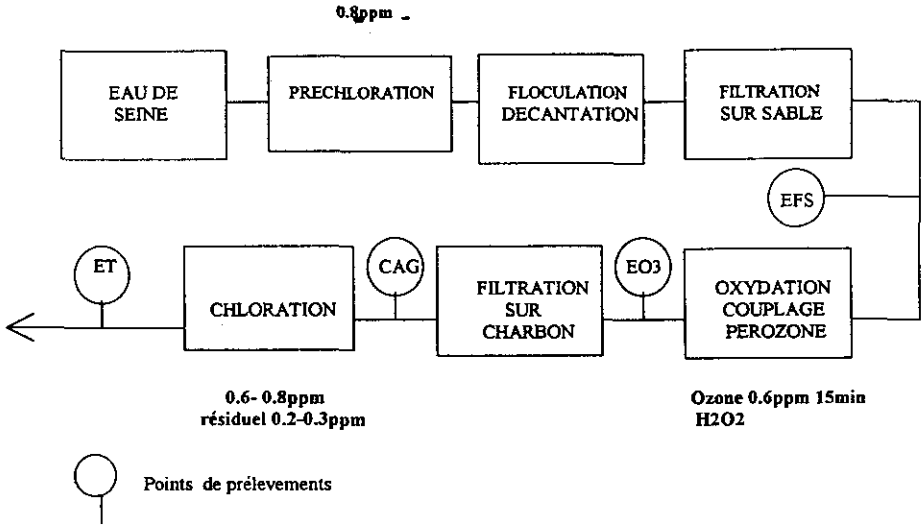 0.8ppm
EAU DE
SEINE
PRECHLORATION
FLOCULATION
DECANTATION
FILTRATION
SUR SABLE
EFS
ET
CHLORATION
CAG
FILTRATION
SUR
CHARBON
EO3
OXYDATION
COUPLAGE
PEROZONE
0.6- 0.8ppm
résiduel 0.2-0.3ppm
Ozone 0.6ppm 15min
H2O2
Points de prélevements